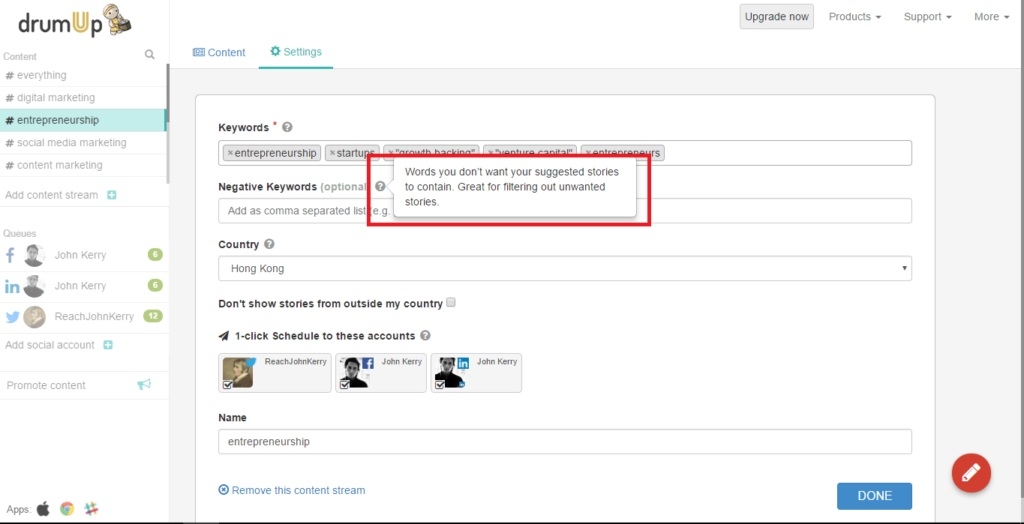 drumUp
Upgrade now
Products
Support
More
Content
Settings
Content
# everything
# digital marketing
# entrepreneurship
# social media marketing
# content marketing
Add content stream
Queues
John Kerry 6
John Kerry 6
ReachJohnKerry 12
Add social account
Promote content
Apps:
Keywords * ?
× entrepreneurship × startups × "growth hacking" × "venture capital" × entrepreneurs
Negative Keywords (optional) ?
Words you don't want your suggested stories
to contain. Great for filtering out unwanted
stories.
Add as comma separated list (e.g.
Country ?
Hong Kong
Don't show stories from outside my country
1-click Schedule to these accounts ?
ReachJohnKerry
John Kerry
John Kerry
Name
entrepreneurship
Remove this content stream
DONE